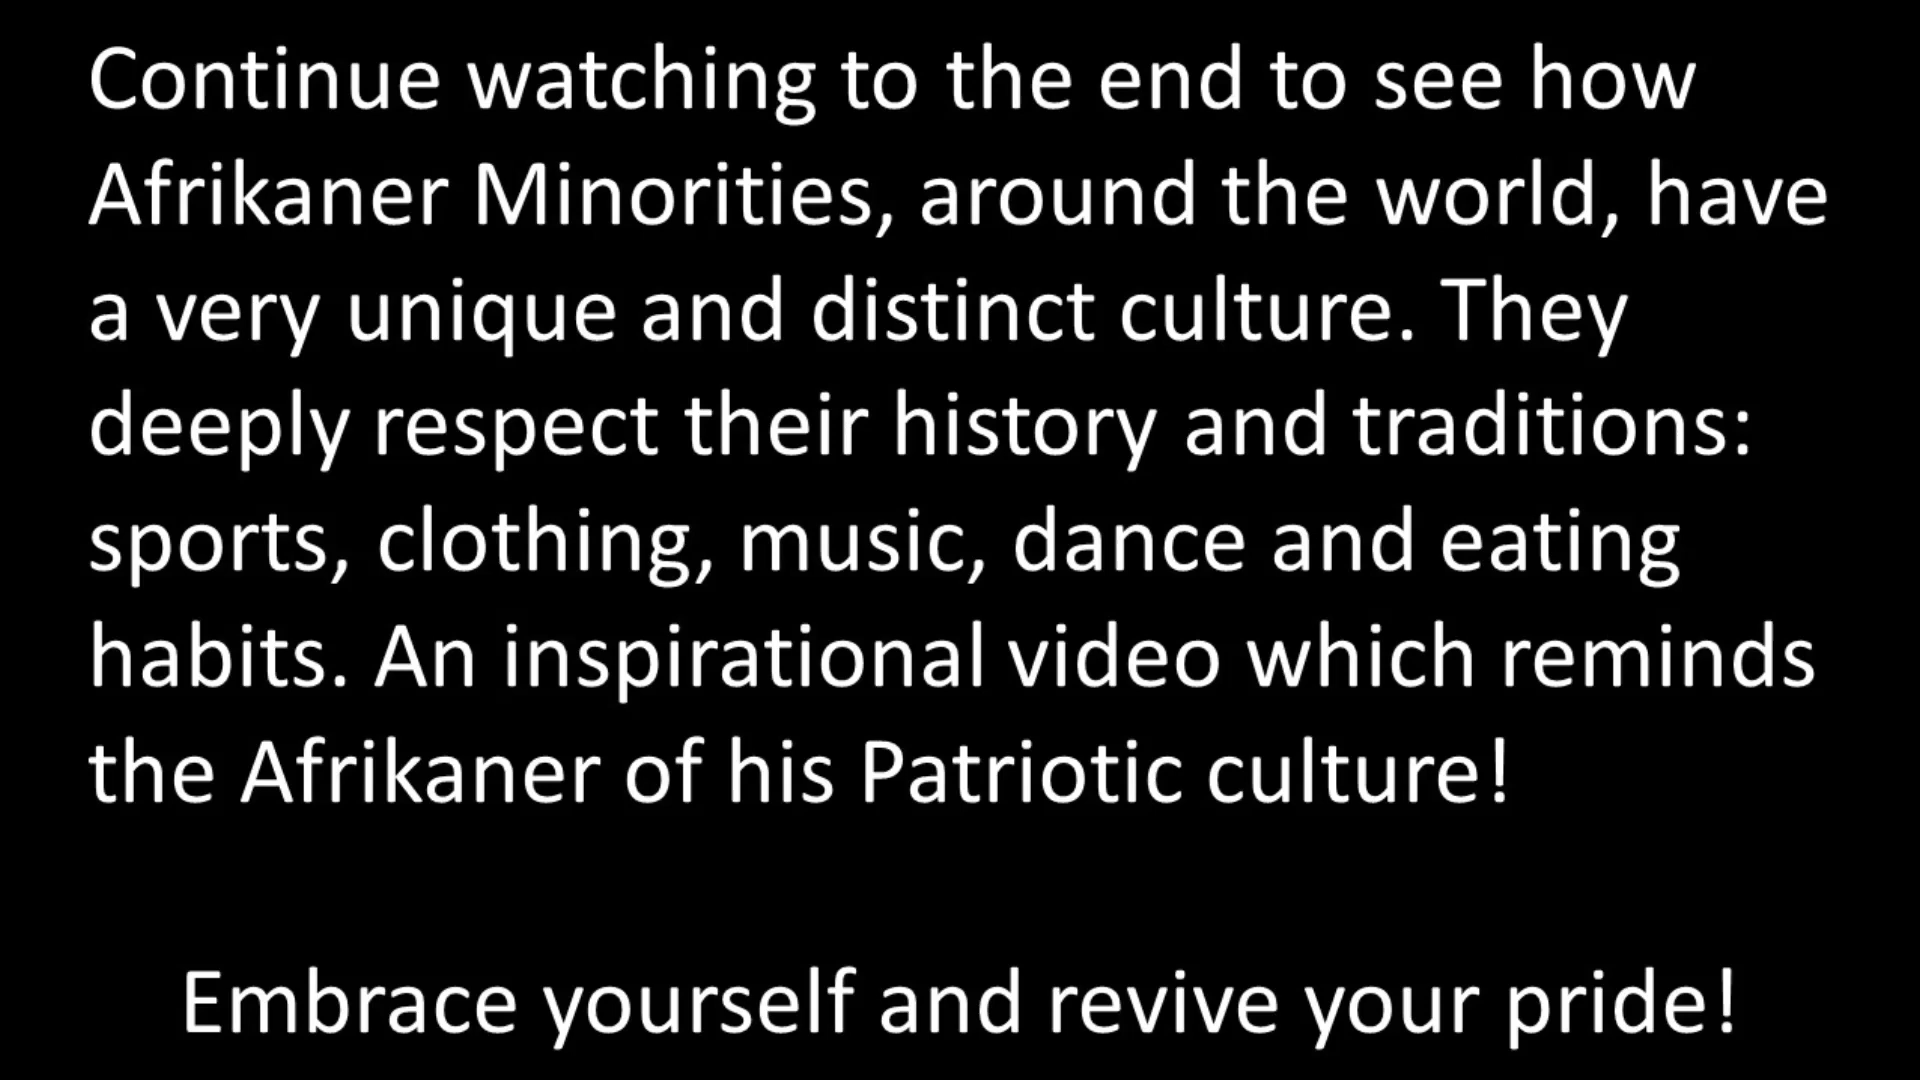 Continue watching to the end to see how
Afrikaner Minorities, around the world, have
a very unique and distinct culture. They
deeply respect their history and traditions:
sports, clothing, music, dance and eating
habits. An inspirational video which reminds
the Afrikaner of his Patriotic culture!
Embrace yourself and revive your pride!